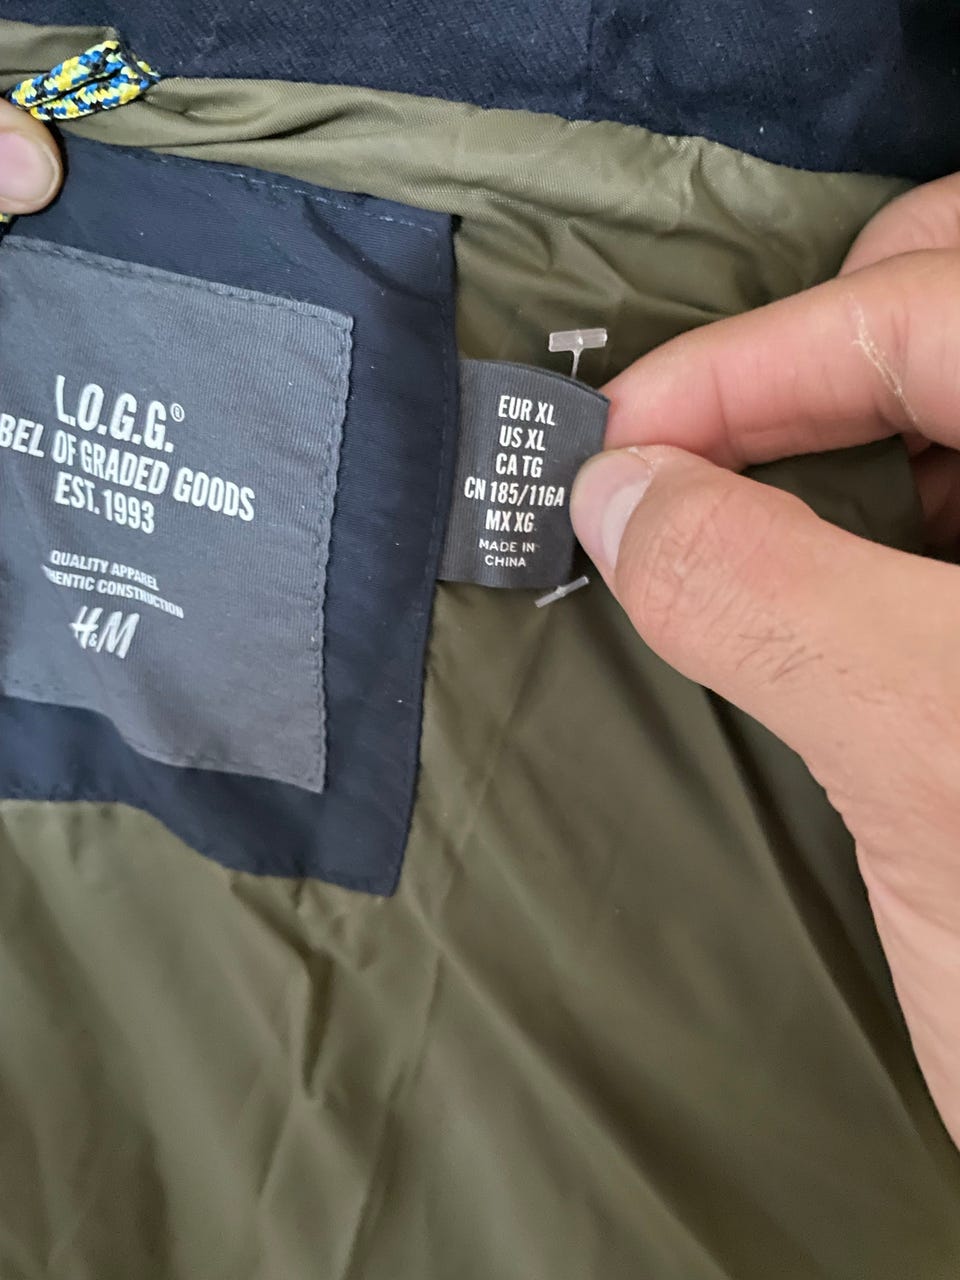 L.O.G.G.®
BEL OF GRADED GOODS
EST. 1993
QUALITY APPAREL
HENTIC CONSTRUCTION
H&M
EUR XL
US XL
CA TG
CN 185/116A
MX XG
MADE IN
CHINA